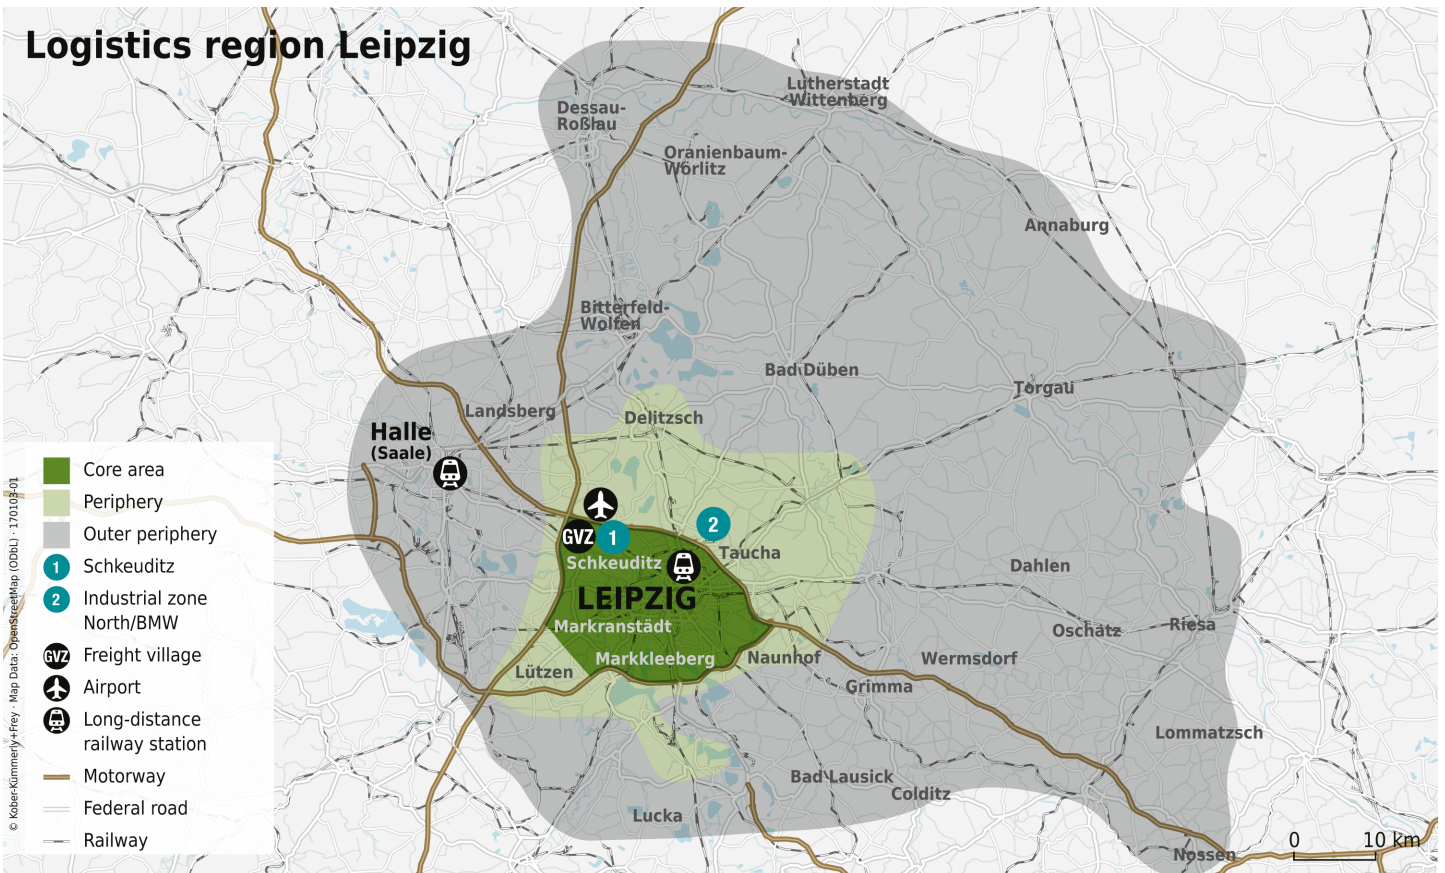 Logistics region Leipzig
Lutherstadt
Wittenberg
Dessau-
Roßlau
Oranienbaum-
Wörlitz
Annaburg
Bitterfeld-
Wolfen
Bad Düben
Torgau
Landsberg
Delitzsch
Halle
(Saale)
GVZ
1
2
Schkeuditz
Taucha
LEIPZIG
Dahlen
Markranstädt
Oschatz
Riesa
Markkleeberg
Naunhof
Wermsdorf
Lützen
Grimma
Lommatzsch
Bad Lausick
Colditz
Lucka
Nossen
Core area
Periphery
Outer periphery
1 Schkeuditz
2 Industrial zone
North/BMW
GVZ Freight village
Airport
Long-distance
railway station
Motorway
Federal road
Railway
0 10 km
© Kober-Kümmerly+Frey · Map Data: OpenStreetMap (ODbL) · 170103-01